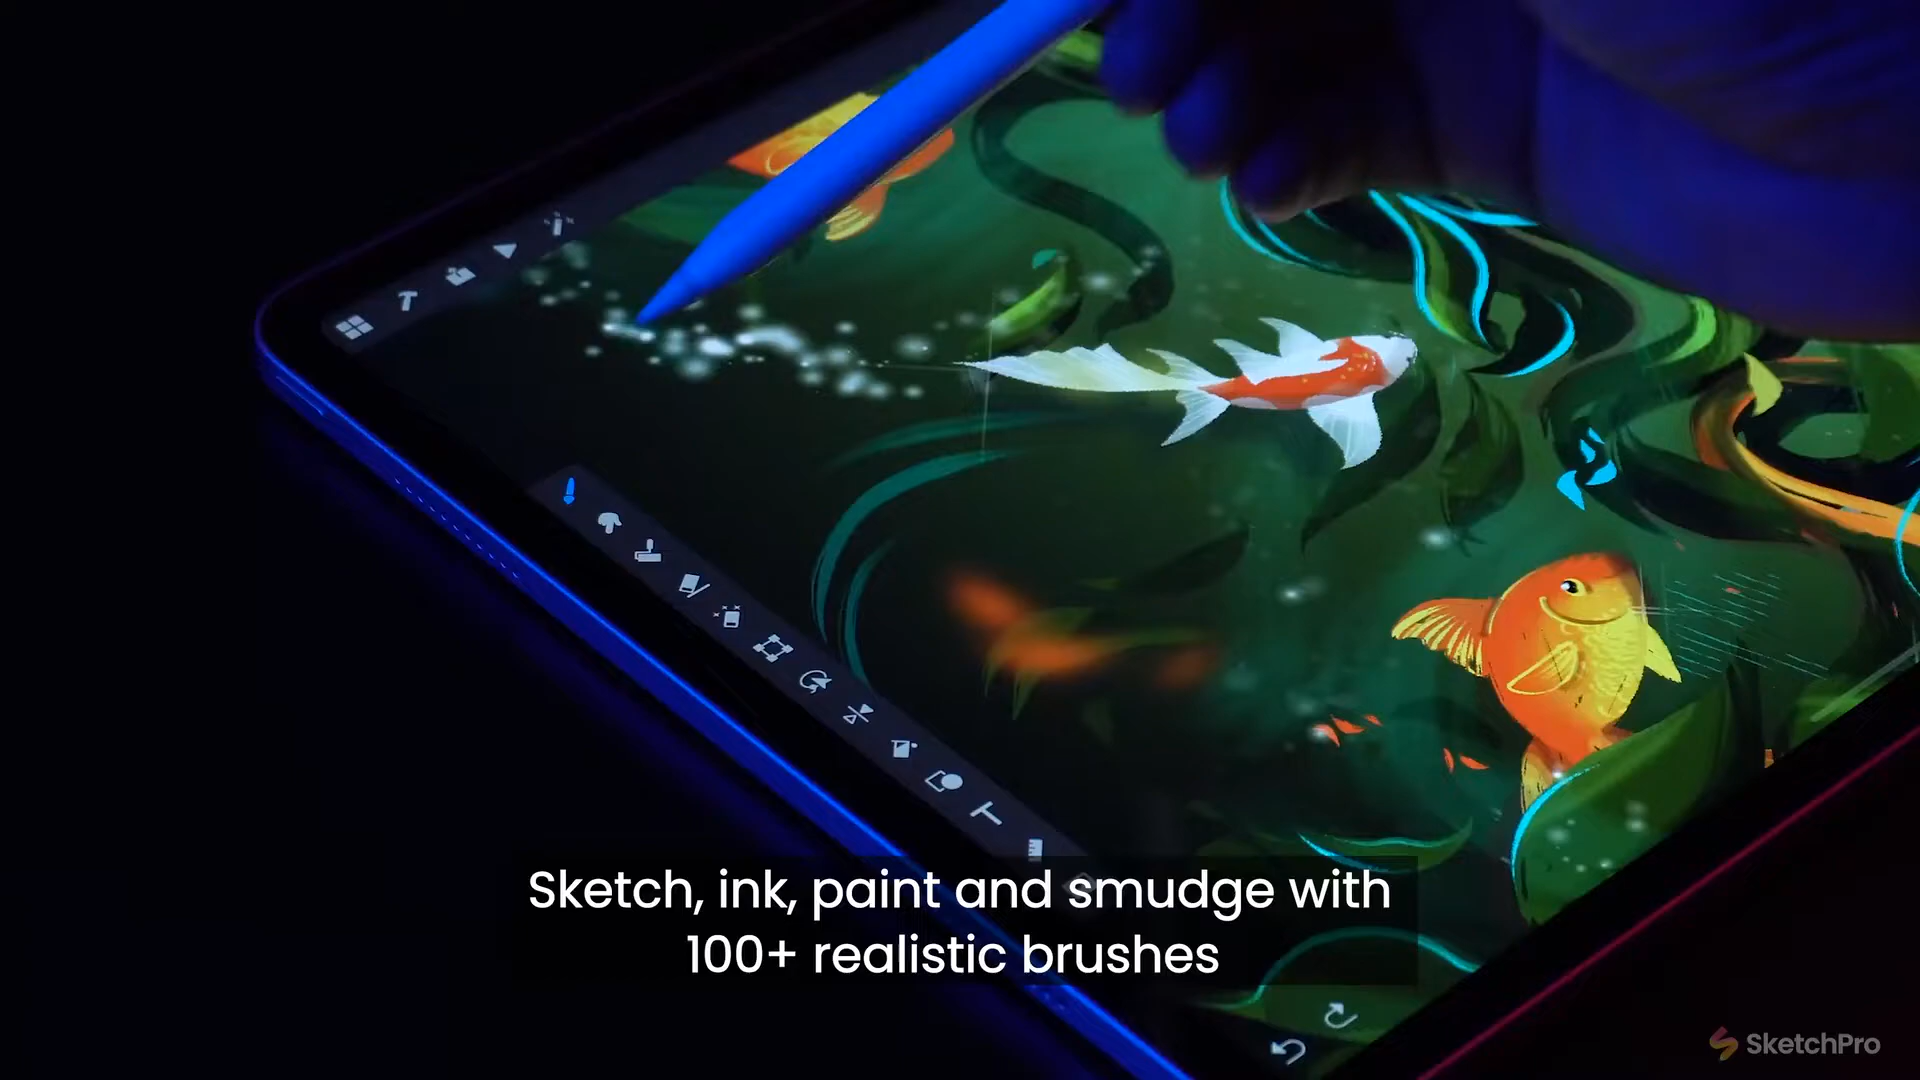 Sketch, ink, paint and smudge with
100+ realistic brushes
SketchPro